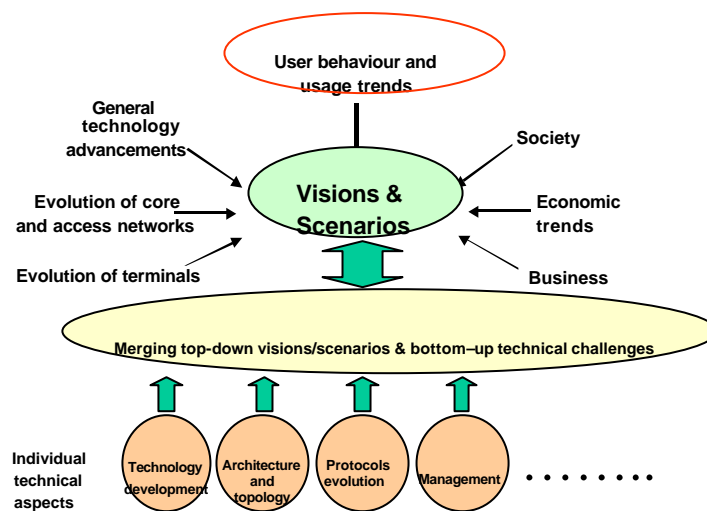 User behaviour and
usage trends
General
technology
advancements
Society
Visions &
Scenarios
Evolution of core
and access networks
Economic
trends
Evolution of terminals
Business
Merging top-down visions/scenarios & bottom–up technical challenges
Individual
technical
aspects
Technology
development
Architecture
and
topology
Protocols
evolution
Management
. . . . . . . .